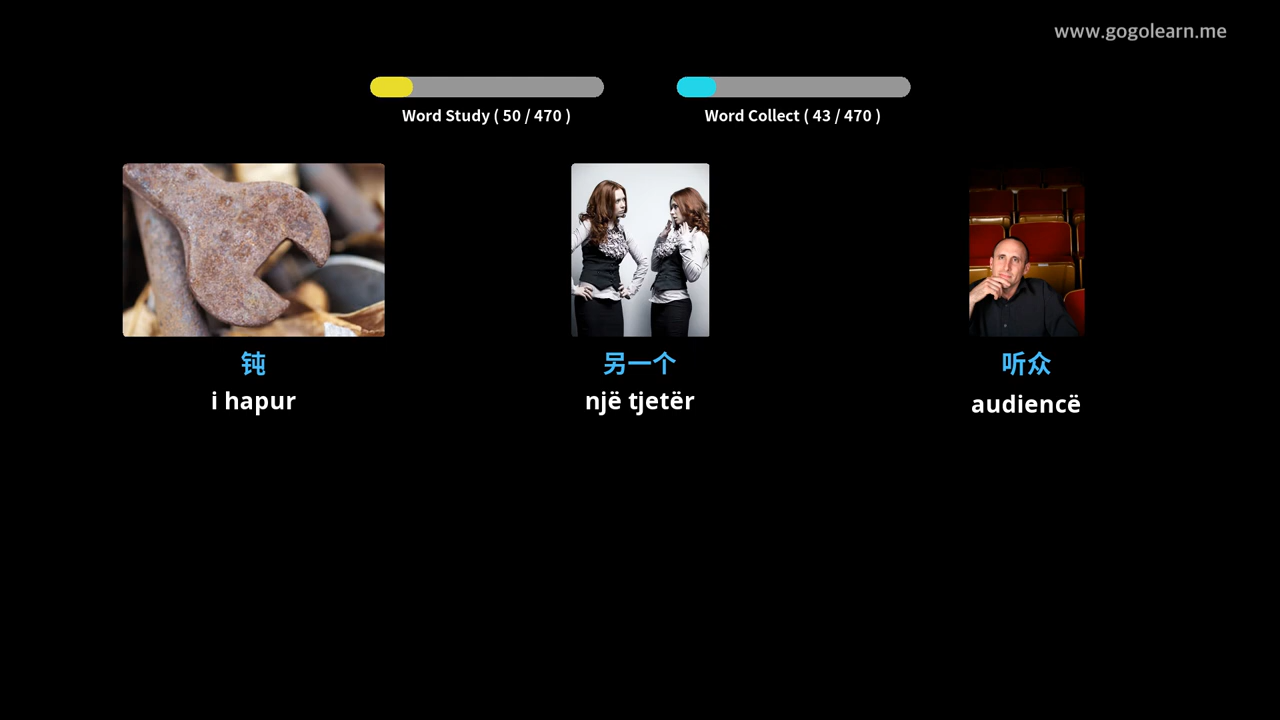 www.gogolearn.me
Word Study ( 50 / 470 )
Word Collect ( 43 / 470 )
钝
i hapur
另一个
një tjetër
听众
audiencë